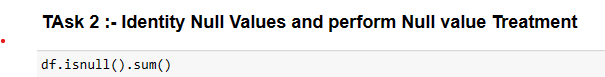 TAsk 2 :- Identity Null Values and perform Null value Treatment
df.isnull().sum()